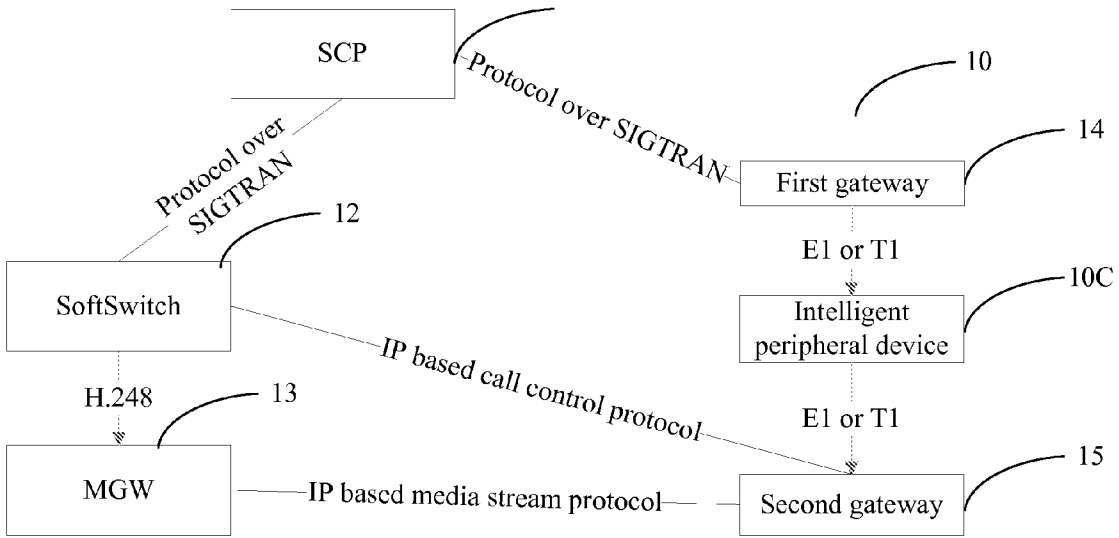 SCP
10
Protocol over SIGTRAN
14
First gateway
Protocol over
SIGTRAN
12
E1 or T1
10C
SoftSwitch
Intelligent
peripheral device
IP based call control protocol
H.248
13
E1 or T1
15
MGW
IP based media stream protocol
Second gateway